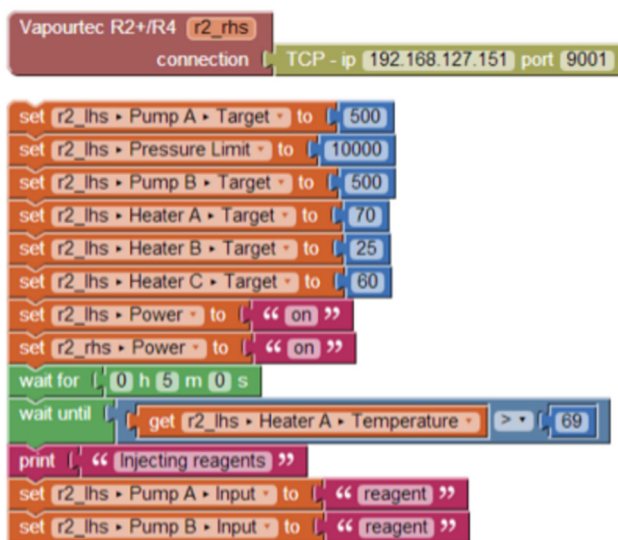 Vapourtec R2+/R4 r2_rhs
connection TCP - ip 192.168.127.151 port 9001
set r2_lhs ▸ Pump A ▸ Target ▾ to 500
set r2_lhs ▸ Pressure Limit ▾ to 10000
set r2_lhs ▸ Pump B ▸ Target ▾ to 500
set r2_lhs ▸ Heater A ▸ Target ▾ to 70
set r2_lhs ▸ Heater B ▸ Target ▾ to 25
set r2_lhs ▸ Heater C ▸ Target ▾ to 60
set r2_lhs ▸ Power ▾ to “ on ”
set r2_rhs ▸ Power ▾ to “ on ”
wait for 0 h 5 m 0 s
wait until get r2_lhs ▸ Heater A ▸ Temperature ▾ > ▾ 69
print “ Injecting reagents ”
set r2_lhs ▸ Pump A ▸ Input ▾ to “ reagent ”
set r2_lhs ▸ Pump B ▸ Input ▾ to “ reagent ”